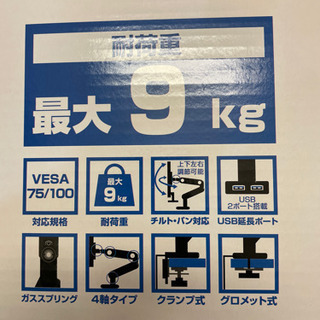 耐荷重
最大9kg
VESA
75/100
対応規格
最大
9kg
耐荷重
上下左右
調節可能
チルト・パン対応
USB
2ポート搭載
USB延長ポート
ガススプリング
4軸タイプ
クランプ式
グロメット式